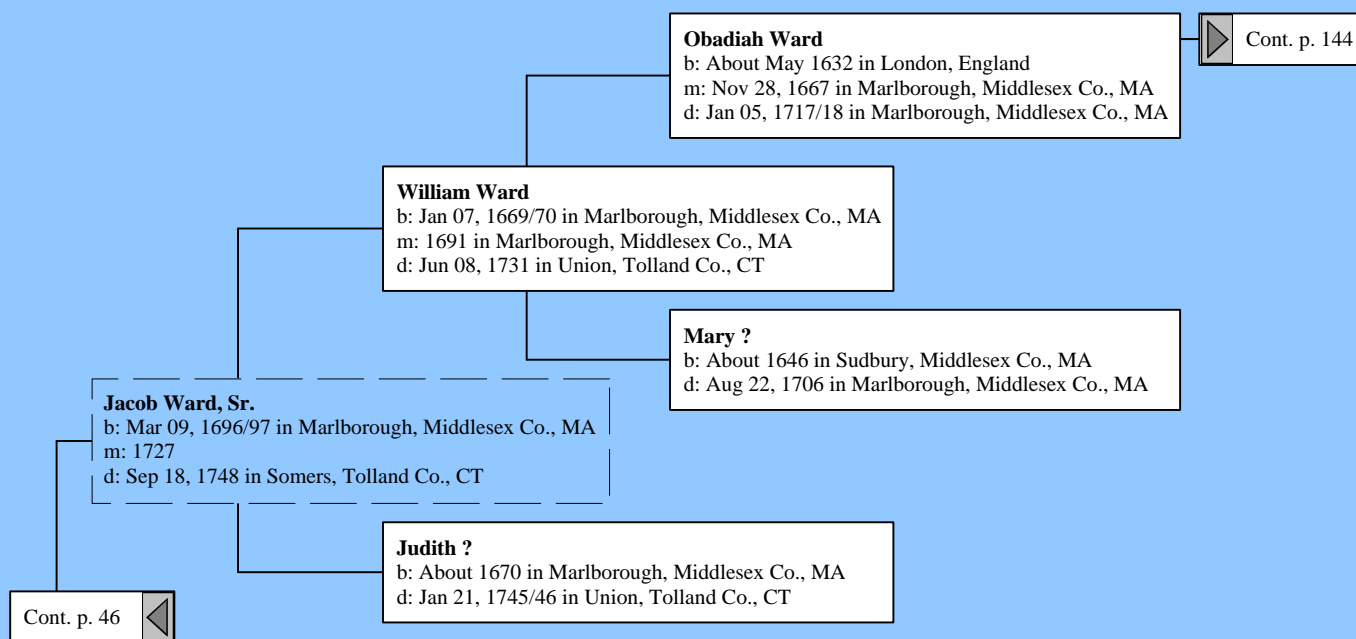 Obadiah Ward
b: About May 1632 in London, England
m: Nov 28, 1667 in Marlborough, Middlesex Co., MA
d: Jan 05, 1717/18 in Marlborough, Middlesex Co., MA
Cont. p. 144
William Ward
b: Jan 07, 1669/70 in Marlborough, Middlesex Co., MA
m: 1691 in Marlborough, Middlesex Co., MA
d: Jun 08, 1731 in Union, Tolland Co., CT
Mary ?
b: About 1646 in Sudbury, Middlesex Co., MA
d: Aug 22, 1706 in Marlborough, Middlesex Co., MA
Jacob Ward, Sr.
b: Mar 09, 1696/97 in Marlborough, Middlesex Co., MA
m: 1727
d: Sep 18, 1748 in Somers, Tolland Co., CT
Judith ?
b: About 1670 in Marlborough, Middlesex Co., MA
d: Jan 21, 1745/46 in Union, Tolland Co., CT
Cont. p. 46